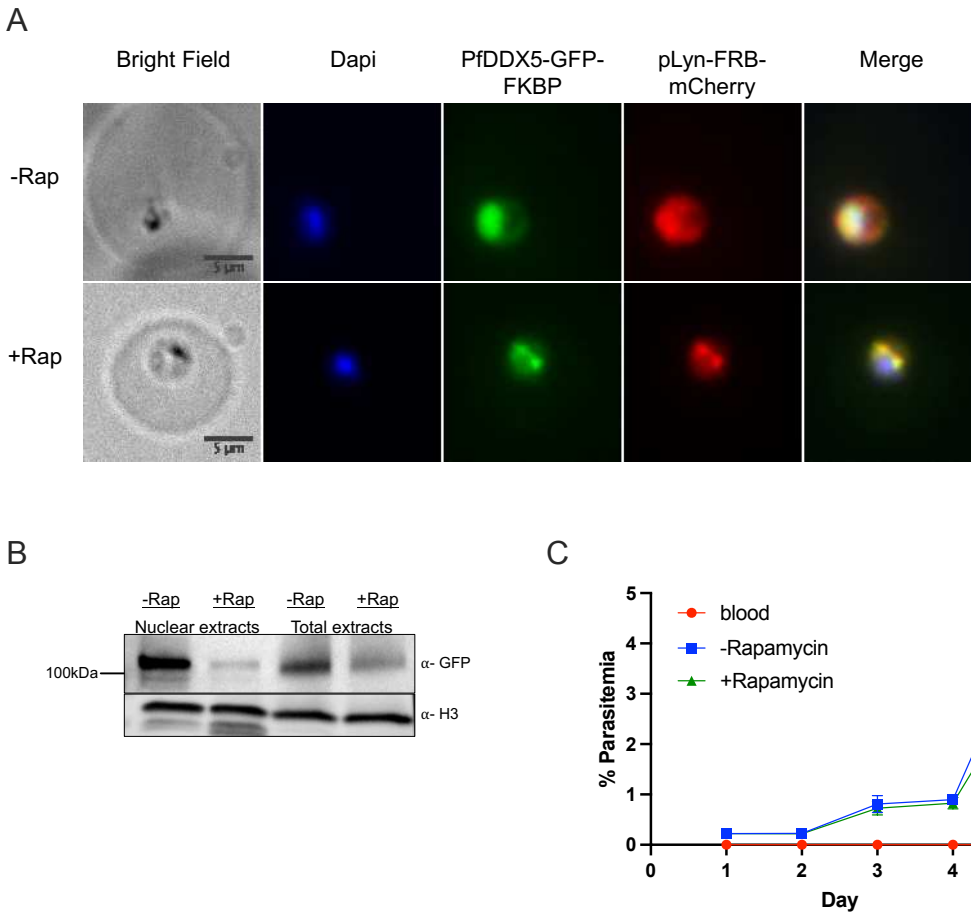 A
Bright Field
Dapi
PfDDX5-GFP-
FKBP
pLyn-FRB-
mCherry
Merge
-Rap
5 µm
+Rap
5 µm
B
-Rap +Rap -Rap +Rap
Nuclear extracts Total extracts
100kDa
α- GFP
α- H3
C
5
4
3
2
1
0
% Parasitemia
blood
-Rapamycin
+Rapamycin
0 1 2 3 4
Day